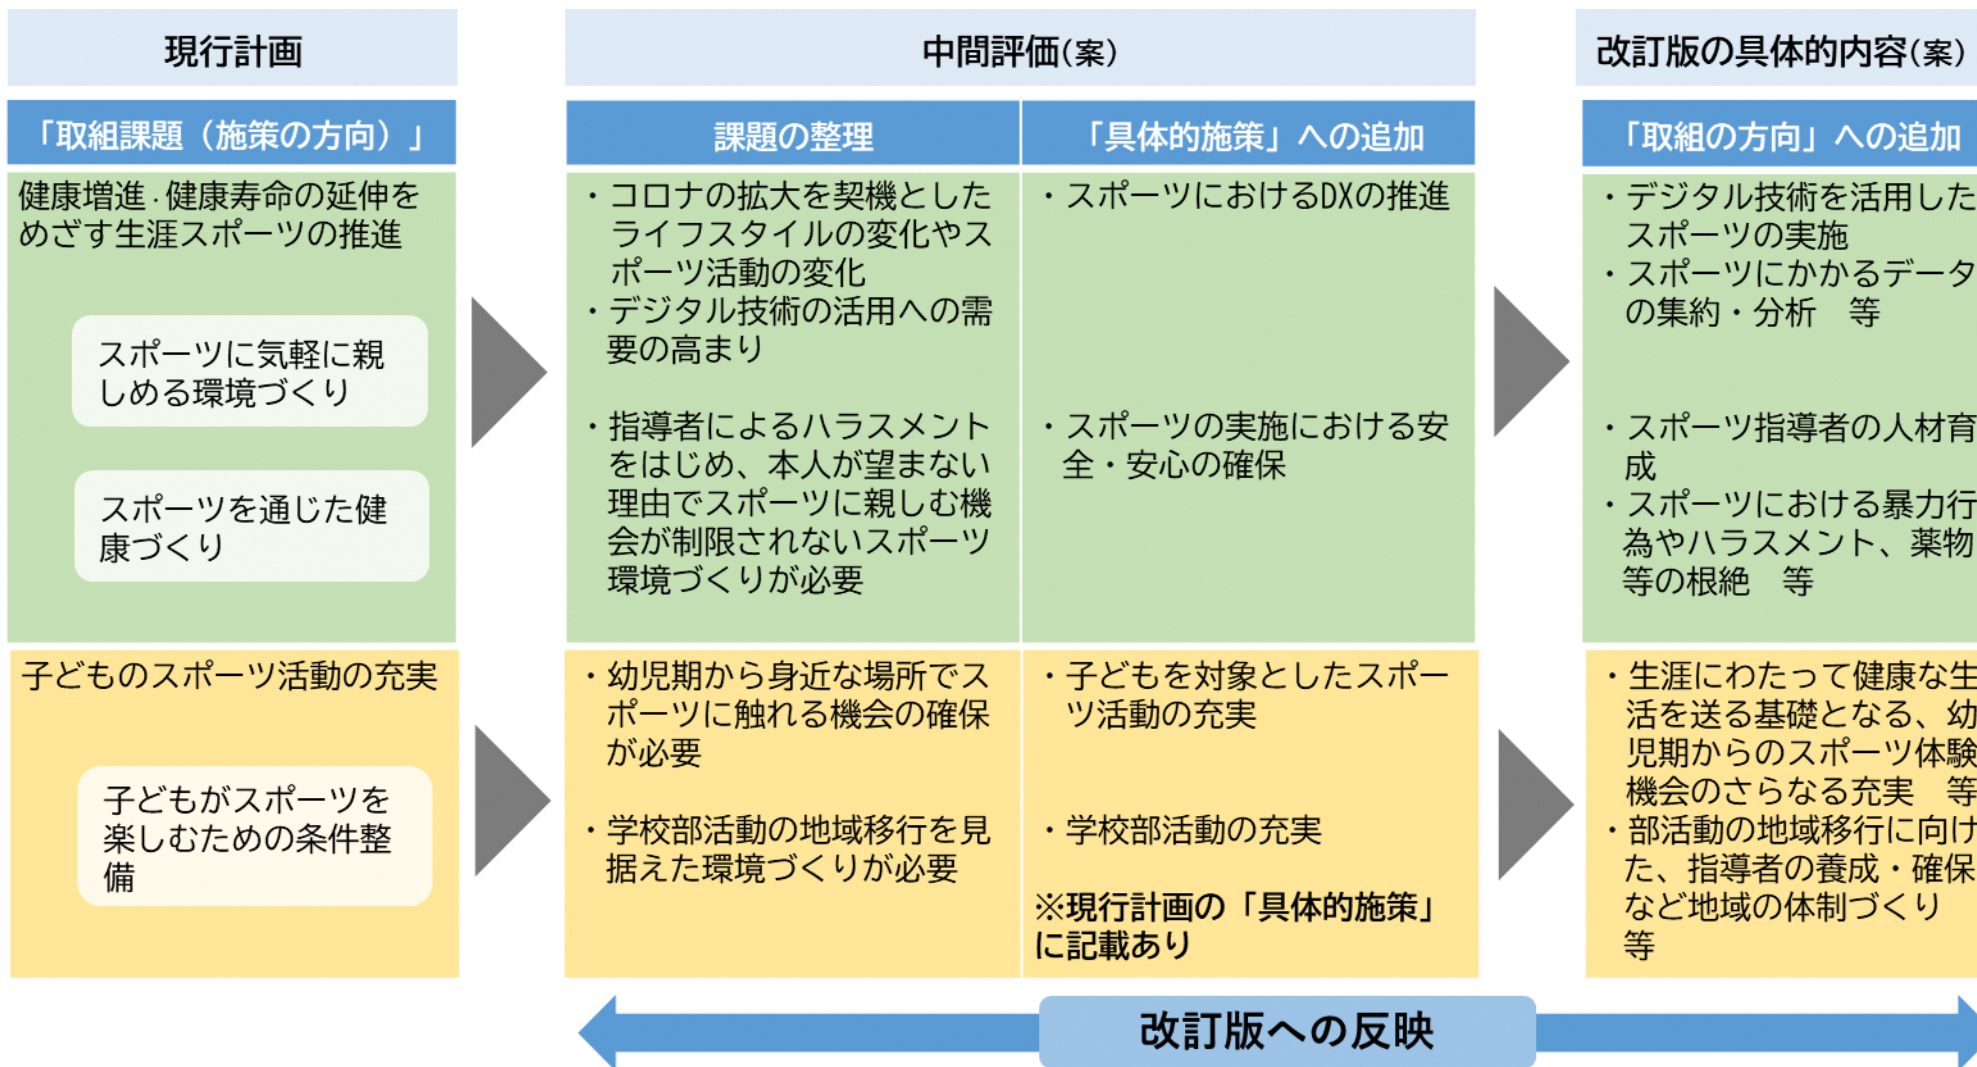 現行計画
「取組課題（施策の方向）」
健康増進・健康寿命の延伸を
めざす生涯スポーツの推進
スポーツに気軽に親
しめる環境づくり
スポーツを通じた健
康づくり
子どものスポーツ活動の充実
子どもがスポーツを
楽しむための条件整
備
中間評価(案)
課題の整理
・コロナの拡大を契機とした
ライフスタイルの変化やス
ポーツ活動の変化
・デジタル技術の活用への需
要の高まり
・指導者によるハラスメント
をはじめ、本人が望まない
理由でスポーツに親しむ機
会が制限されないスポーツ
環境づくりが必要
・幼児期から身近な場所でス
ポーツに触れる機会の確保
が必要
・学校部活動の地域移行を見
据えた環境づくりが必要
「具体的施策」への追加
・スポーツにおけるDXの推進
・スポーツの実施における安
全・安心の確保
・子どもを対象としたスポー
ツ活動の充実
・学校部活動の充実
※現行計画の「具体的施策」
に記載あり
改訂版の具体的内容(案)
「取組の方向」への追加
・デジタル技術を活用した
スポーツの実施
・スポーツにかかるデータ
の集約・分析　等
・スポーツ指導者の人材育
成
・スポーツにおける暴力行
為やハラスメント、薬物
等の根絶　等
・生涯にわたって健康な生
活を送る基礎となる、幼
児期からのスポーツ体験
機会のさらなる充実　等
・部活動の地域移行に向け
た、指導者の養成・確保
など地域の体制づくり
等
改訂版への反映